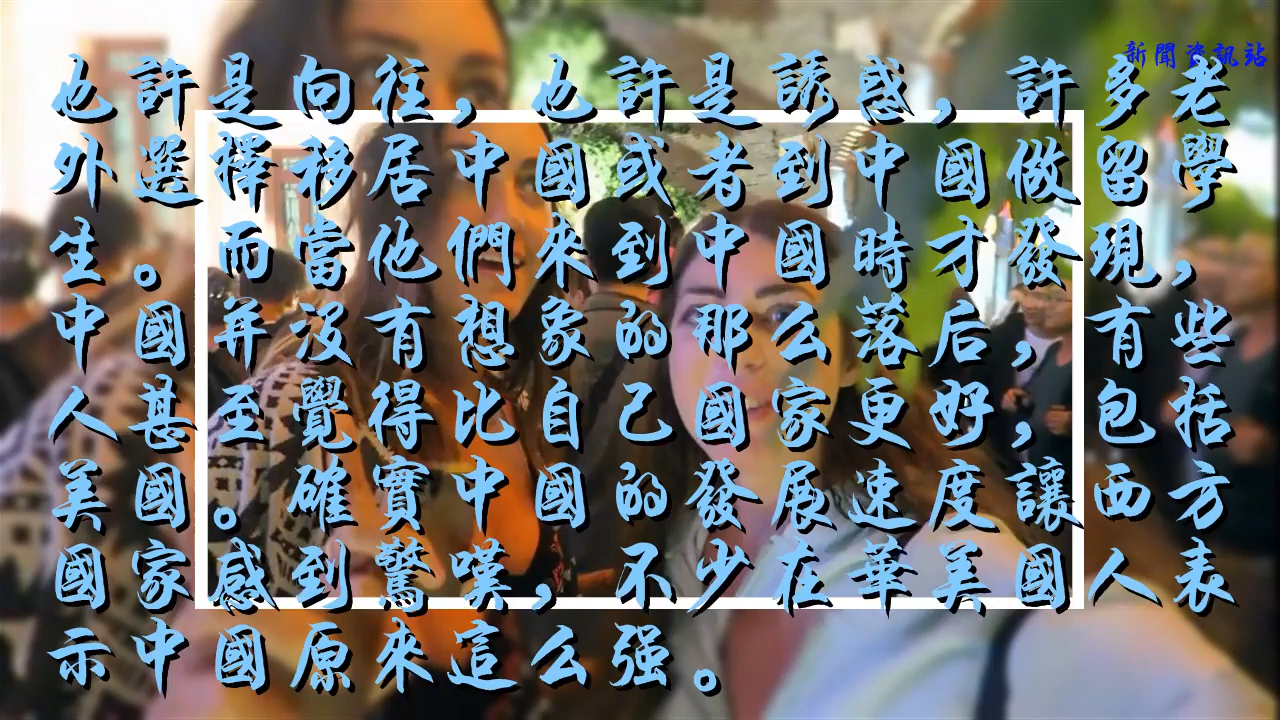 新聞資訊站
也許是向往，也許是誘惑，許多老
外選擇移居中國或者到中國做留學
生。而當他們來到中國時才發現，
中國并沒有想象的那么落后，有些
人甚至覺得比自己國家更好，包括
美國。確實中國的發展速度讓西方
國家感到驚嘆，不少在華美國人表
示中國原來這么强。